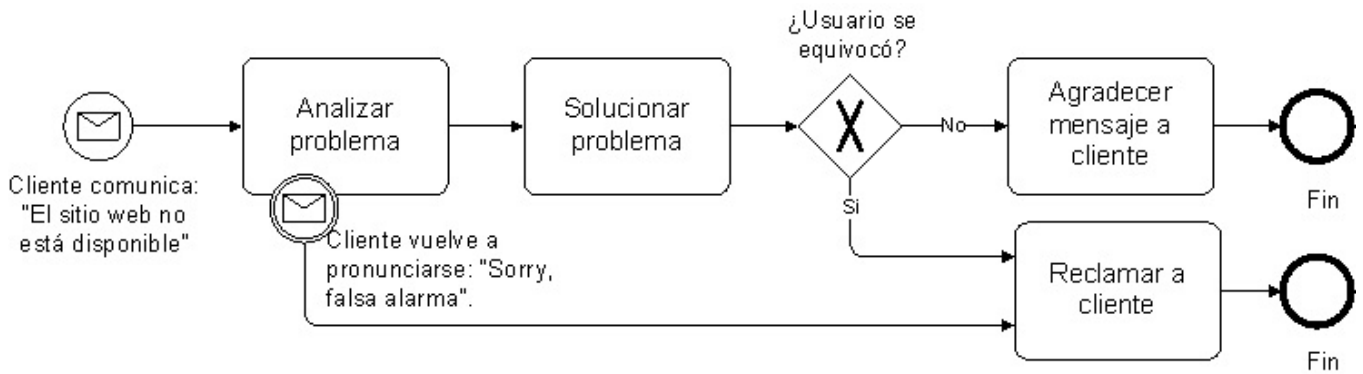 ¿Usuario se
equivocó?
Analizar
problema
Solucionar
problema
Agradecer
mensaje a
cliente
No
Si
Cliente comunica:
"El sitio web no
está disponible"
Cliente vuelve a
pronunciarse: "Sorry,
falsa alarma".
Fin
Reclamar a
cliente
Fin